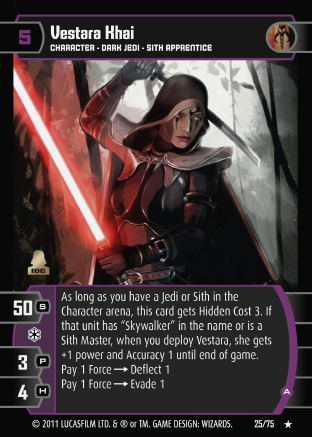 5
Vestara Khai
CHARACTER • DARK JEDI • SITH APPRENTICE
IDC
50 S
3 P
4 H
As long as you have a Jedi or Sith in the
Character arena, this card gets Hidden Cost 3. If
that unit has "Skywalker" in the name or is a
Sith Master, when you deploy Vestara, she gets
+1 power and Accuracy 1 until end of game.
Pay 1 Force → Deflect 1
Pay 1 Force → Evade 1
A
© 2011 LUCASFILM LTD. & ® or TM. GAME DESIGN: WIZARDS. 25/75 ★